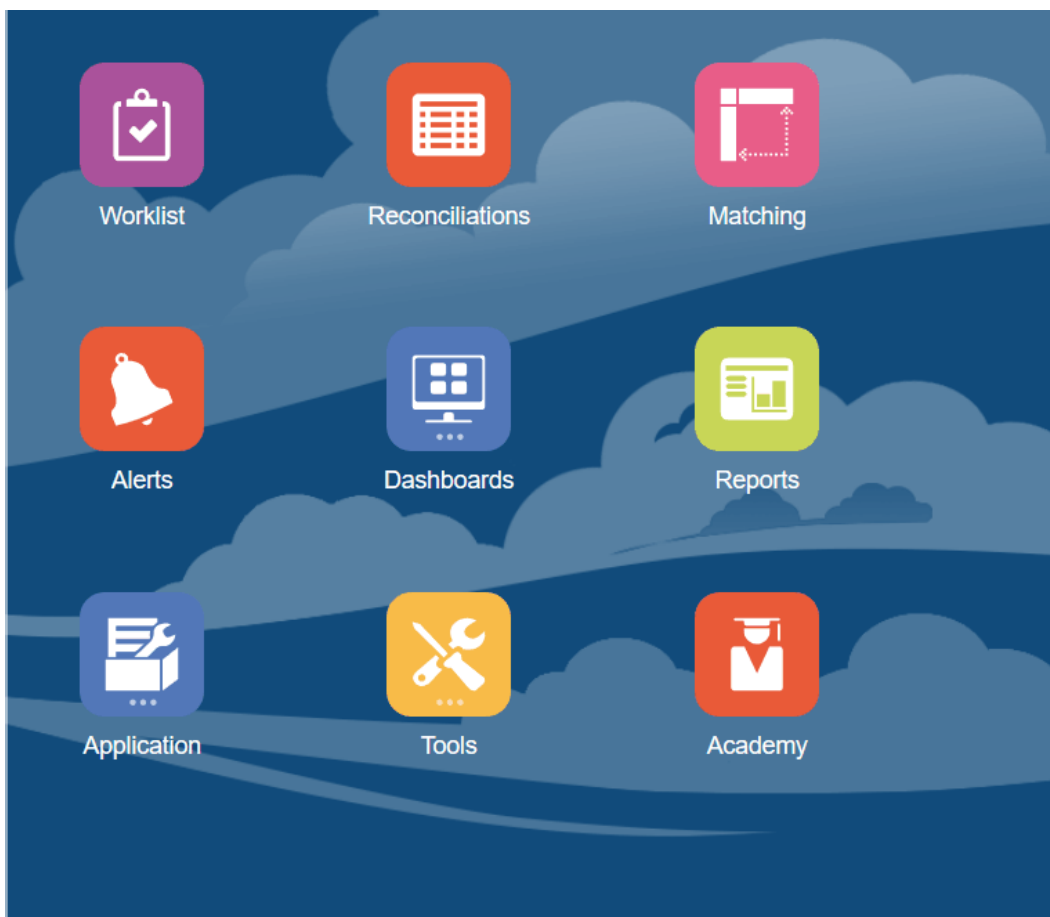 Worklist
Reconciliations
Matching
Alerts
Dashboards
Reports
Application
Tools
Academy